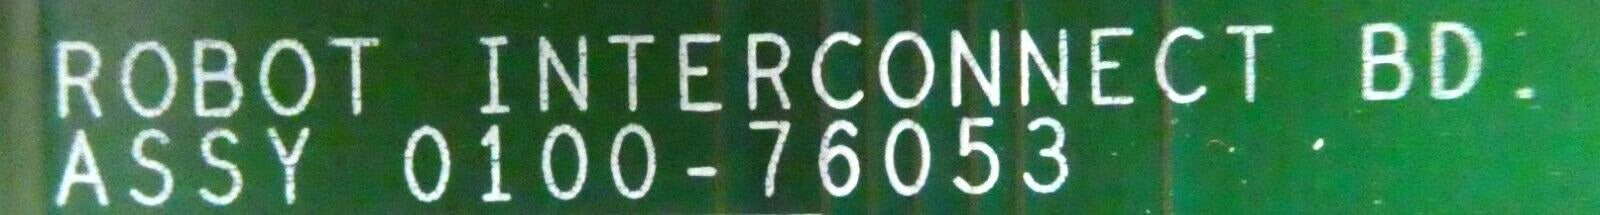 ROBOT INTERCONNECT BD.
ASSY 0100-76053